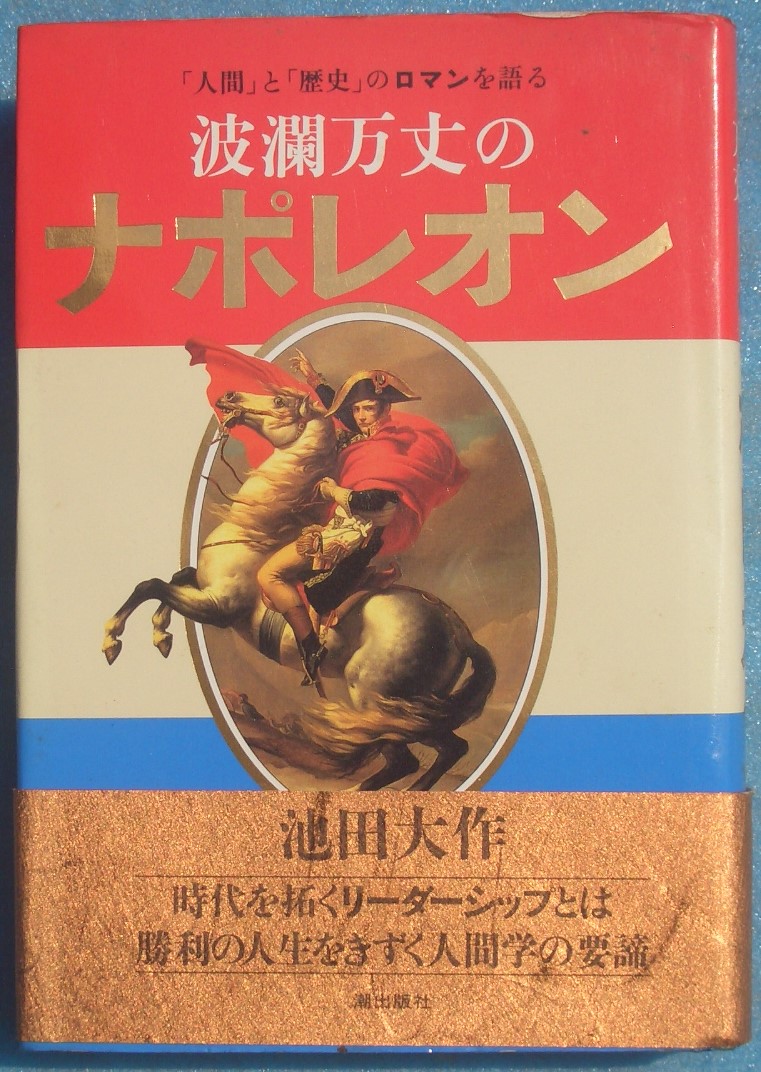 「人間」と「歴史」のロマンを語る
波瀾万丈の
ナポレオン
池田大作
時代を拓くリーダーシップとは
勝利の人生をきずく人間学の要諦
潮出版社